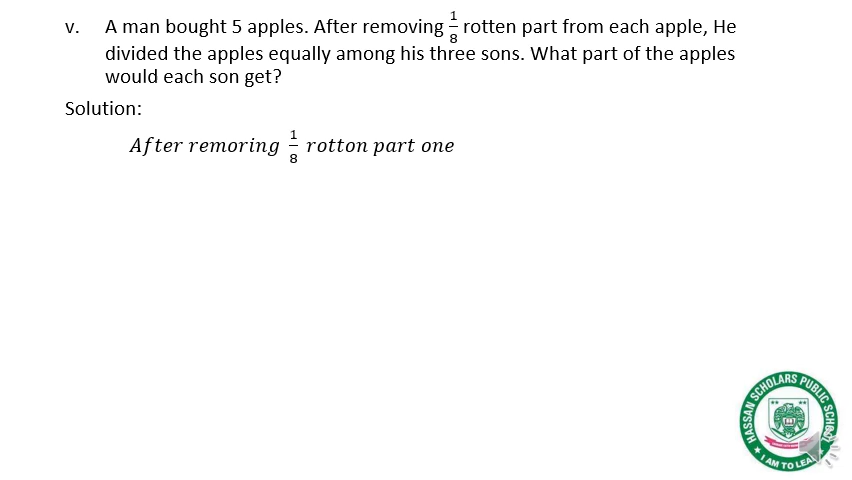 v. A man bought 5 apples. After removing 1/8 rotten part from each apple, He
divided the apples equally among his three sons. What part of the apples
would each son get?
Solution:
After remoring 1/8 rotton part one
HASSAN SCHOLARS PUBLIC
I AM TO